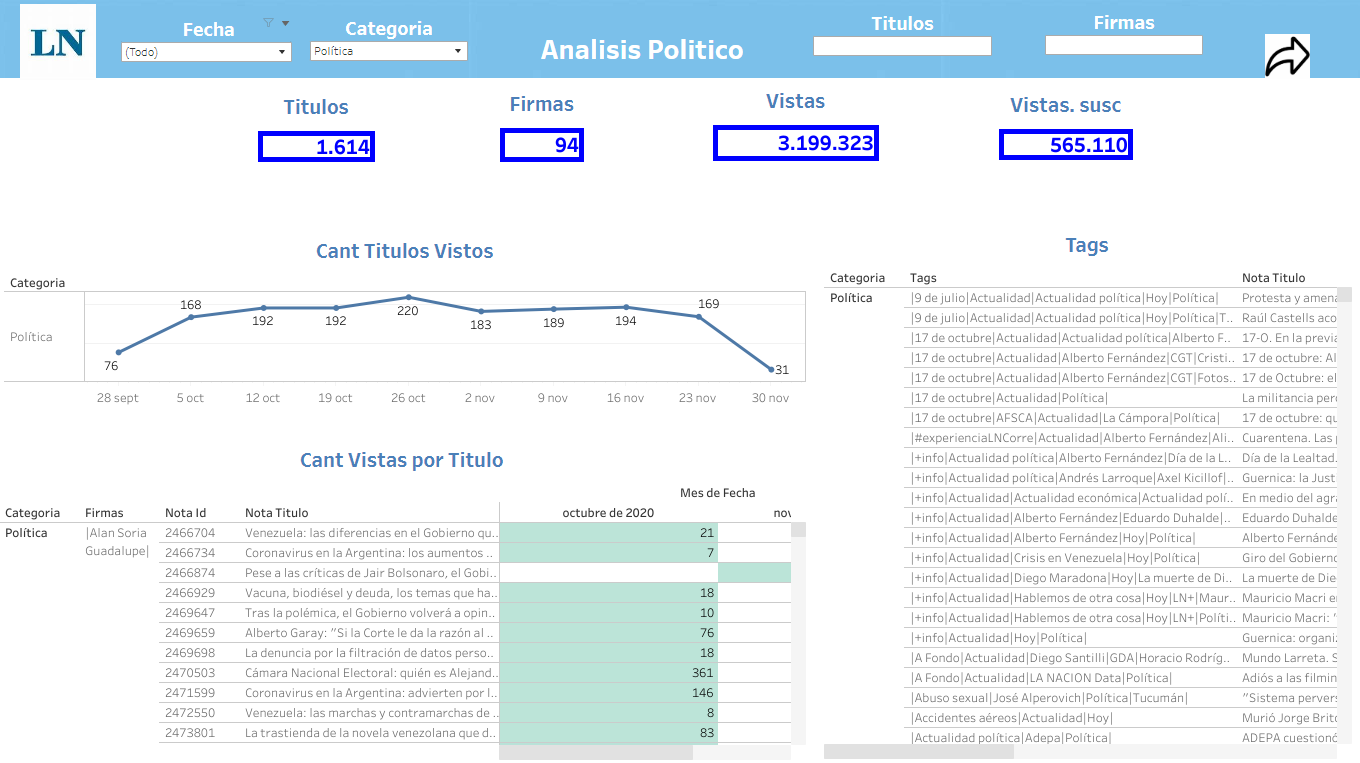 LN
Fecha
(Todo)
Categoria
Política
Analisis Politico
Titulos
Firmas
Titulos
1.614
Firmas
94
Vistas
3.199.323
Vistas. susc
565.110
Cant Titulos Vistos
Categoria
Política
76
168
192
192
220
183
189
194
169
31
28 sept
5 oct
12 oct
19 oct
26 oct
2 nov
9 nov
16 nov
23 nov
30 nov
Cant Vistas por Titulo
Mes de Fecha
Categoria Firmas Nota Id Nota Titulo octubre de 2020 nov
Política |Alan Soria 2466704 Venezuela: las diferencias en el Gobierno qu.. 21
Guadalupe| 2466734 Coronavirus en la Argentina: los aumentos .. 7
2466874 Pese a las críticas de Jair Bolsonaro, el Gobi..
2466929 Vacuna, biodiésel y deuda, los temas que ha.. 18
2469647 Tras la polémica, el Gobierno volverá a opin.. 10
2469659 Alberto Garay: "Si la Corte le da la razón al .. 76
2469698 La denuncia por la filtración de datos perso.. 18
2470503 Cámara Nacional Electoral: quién es Alejand.. 361
2471599 Coronavirus en la Argentina: advierten por l.. 146
2472550 Venezuela: las marchas y contramarchas de .. 8
2473801 La trastienda de la novela venezolana que d.. 83
Tags
Categoria Tags Nota Titulo
Política |9 de julio|Actualidad|Actualidad política|Hoy|Política| Protesta y amena
|9 de julio|Actualidad|Actualidad política|Hoy|Política|T.. Raúl Castells aco
|17 de octubre|Actualidad|Actualidad política|Alberto F.. 17-O. En la previa
|17 de octubre|Actualidad|Alberto Fernández|CGT|Cristi.. 17 de octubre: Al
|17 de octubre|Actualidad|Alberto Fernández|CGT|Fotos.. 17 de Octubre: el
|17 de octubre|Actualidad|Política| La militancia perc
|17 de octubre|AFSCA|Actualidad|La Cámpora|Política| 17 de octubre: qu
|#experienciaLNCorre|Actualidad|Alberto Fernández|Ali.. Cuarentena. Las p
|+info|Actualidad política|Alberto Fernández|Día de la L.. Día de la Lealtad.
|+info|Actualidad política|Andrés Larroque|Axel Kicillof|.. Guernica: la Just
|+info|Actualidad|Actualidad económica|Actualidad polí.. En medio del agra
|+info|Actualidad|Alberto Fernández|Eduardo Duhalde|.. Eduardo Duhalde
|+info|Actualidad|Alberto Fernández|Hoy|Política| Alberto Fernánde
|+info|Actualidad|Crisis en Venezuela|Hoy|Política| Giro del Gobierno
|+info|Actualidad|Diego Maradona|Hoy|La muerte de Di.. La muerte de Die
|+info|Actualidad|Hablemos de otra cosa|Hoy|LN+|Maur.. Mauricio Macri e
|+info|Actualidad|Hablemos de otra cosa|Hoy|LN+|Políti.. Mauricio Macri: "
|+info|Actualidad|Hoy|Política| Guernica: organi
|A Fondo|Actualidad|Diego Santilli|GDA|Horacio Rodríg.. Mundo Larreta. S
|A Fondo|Actualidad|LA NACION Data|Política| Adiós a las filmin
|Abuso sexual|José Alperovich|Política|Tucumán| "Sistema pervers
|Accidentes aéreos|Actualidad|Hoy| Murió Jorge Brito
|Actualidad política|Adepa|Política| ADEPA cuestionó